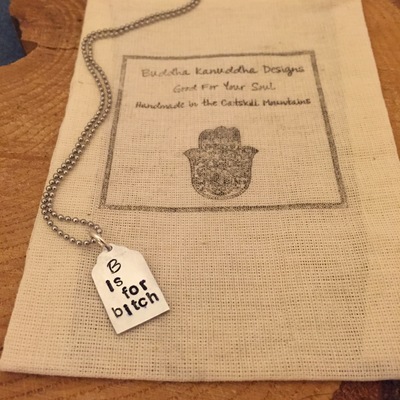 Buddha Kanuddha Designs
Good For Your Soul
Handmade in the Catskill Mountains
B
Is
for
bItch